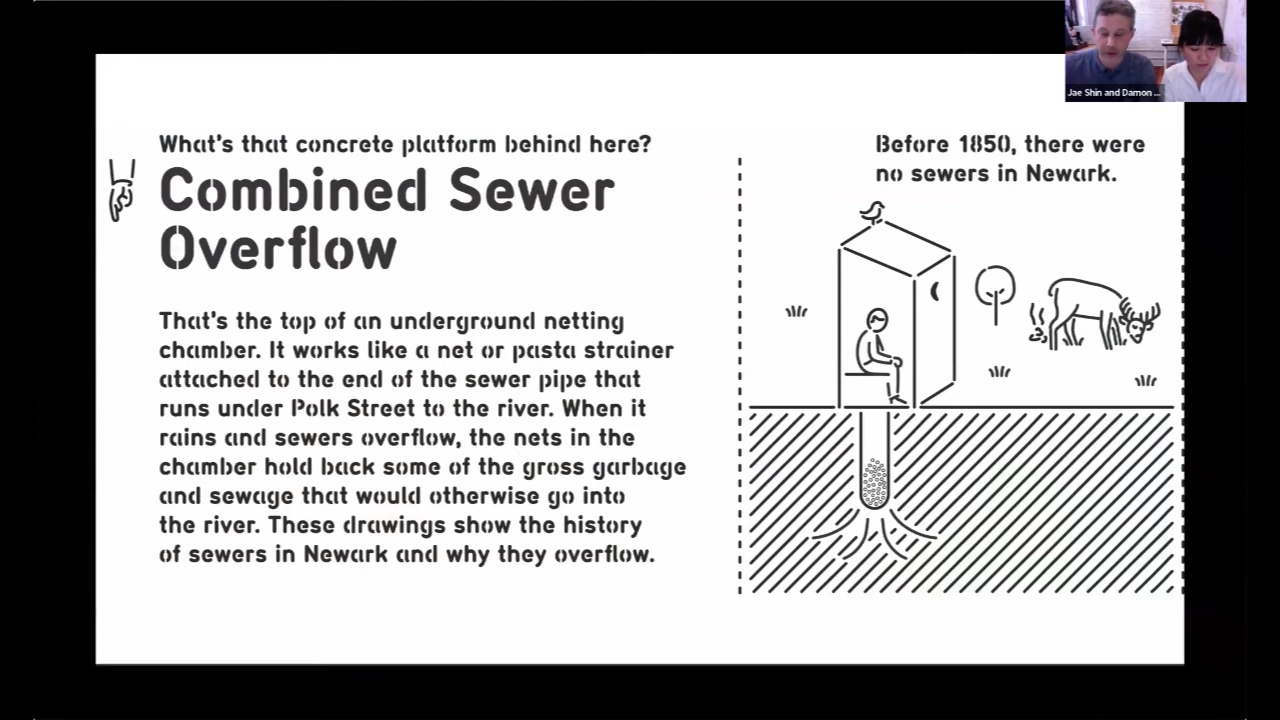 What's that concrete platform behind here?
Combined Sewer
Overflow
That's the top of an underground netting
chamber. It works like a net or pasta strainer
attached to the end of the sewer pipe that
runs under Polk Street to the river. When it
rains and sewers overflow, the nets in the
chamber hold back some of the gross garbage
and sewage that would otherwise go into
the river. These drawings show the history
of sewers in Newark and why they overflow.
Before 1850, there were
no sewers in Newark.
Jae Shin and Damon ...